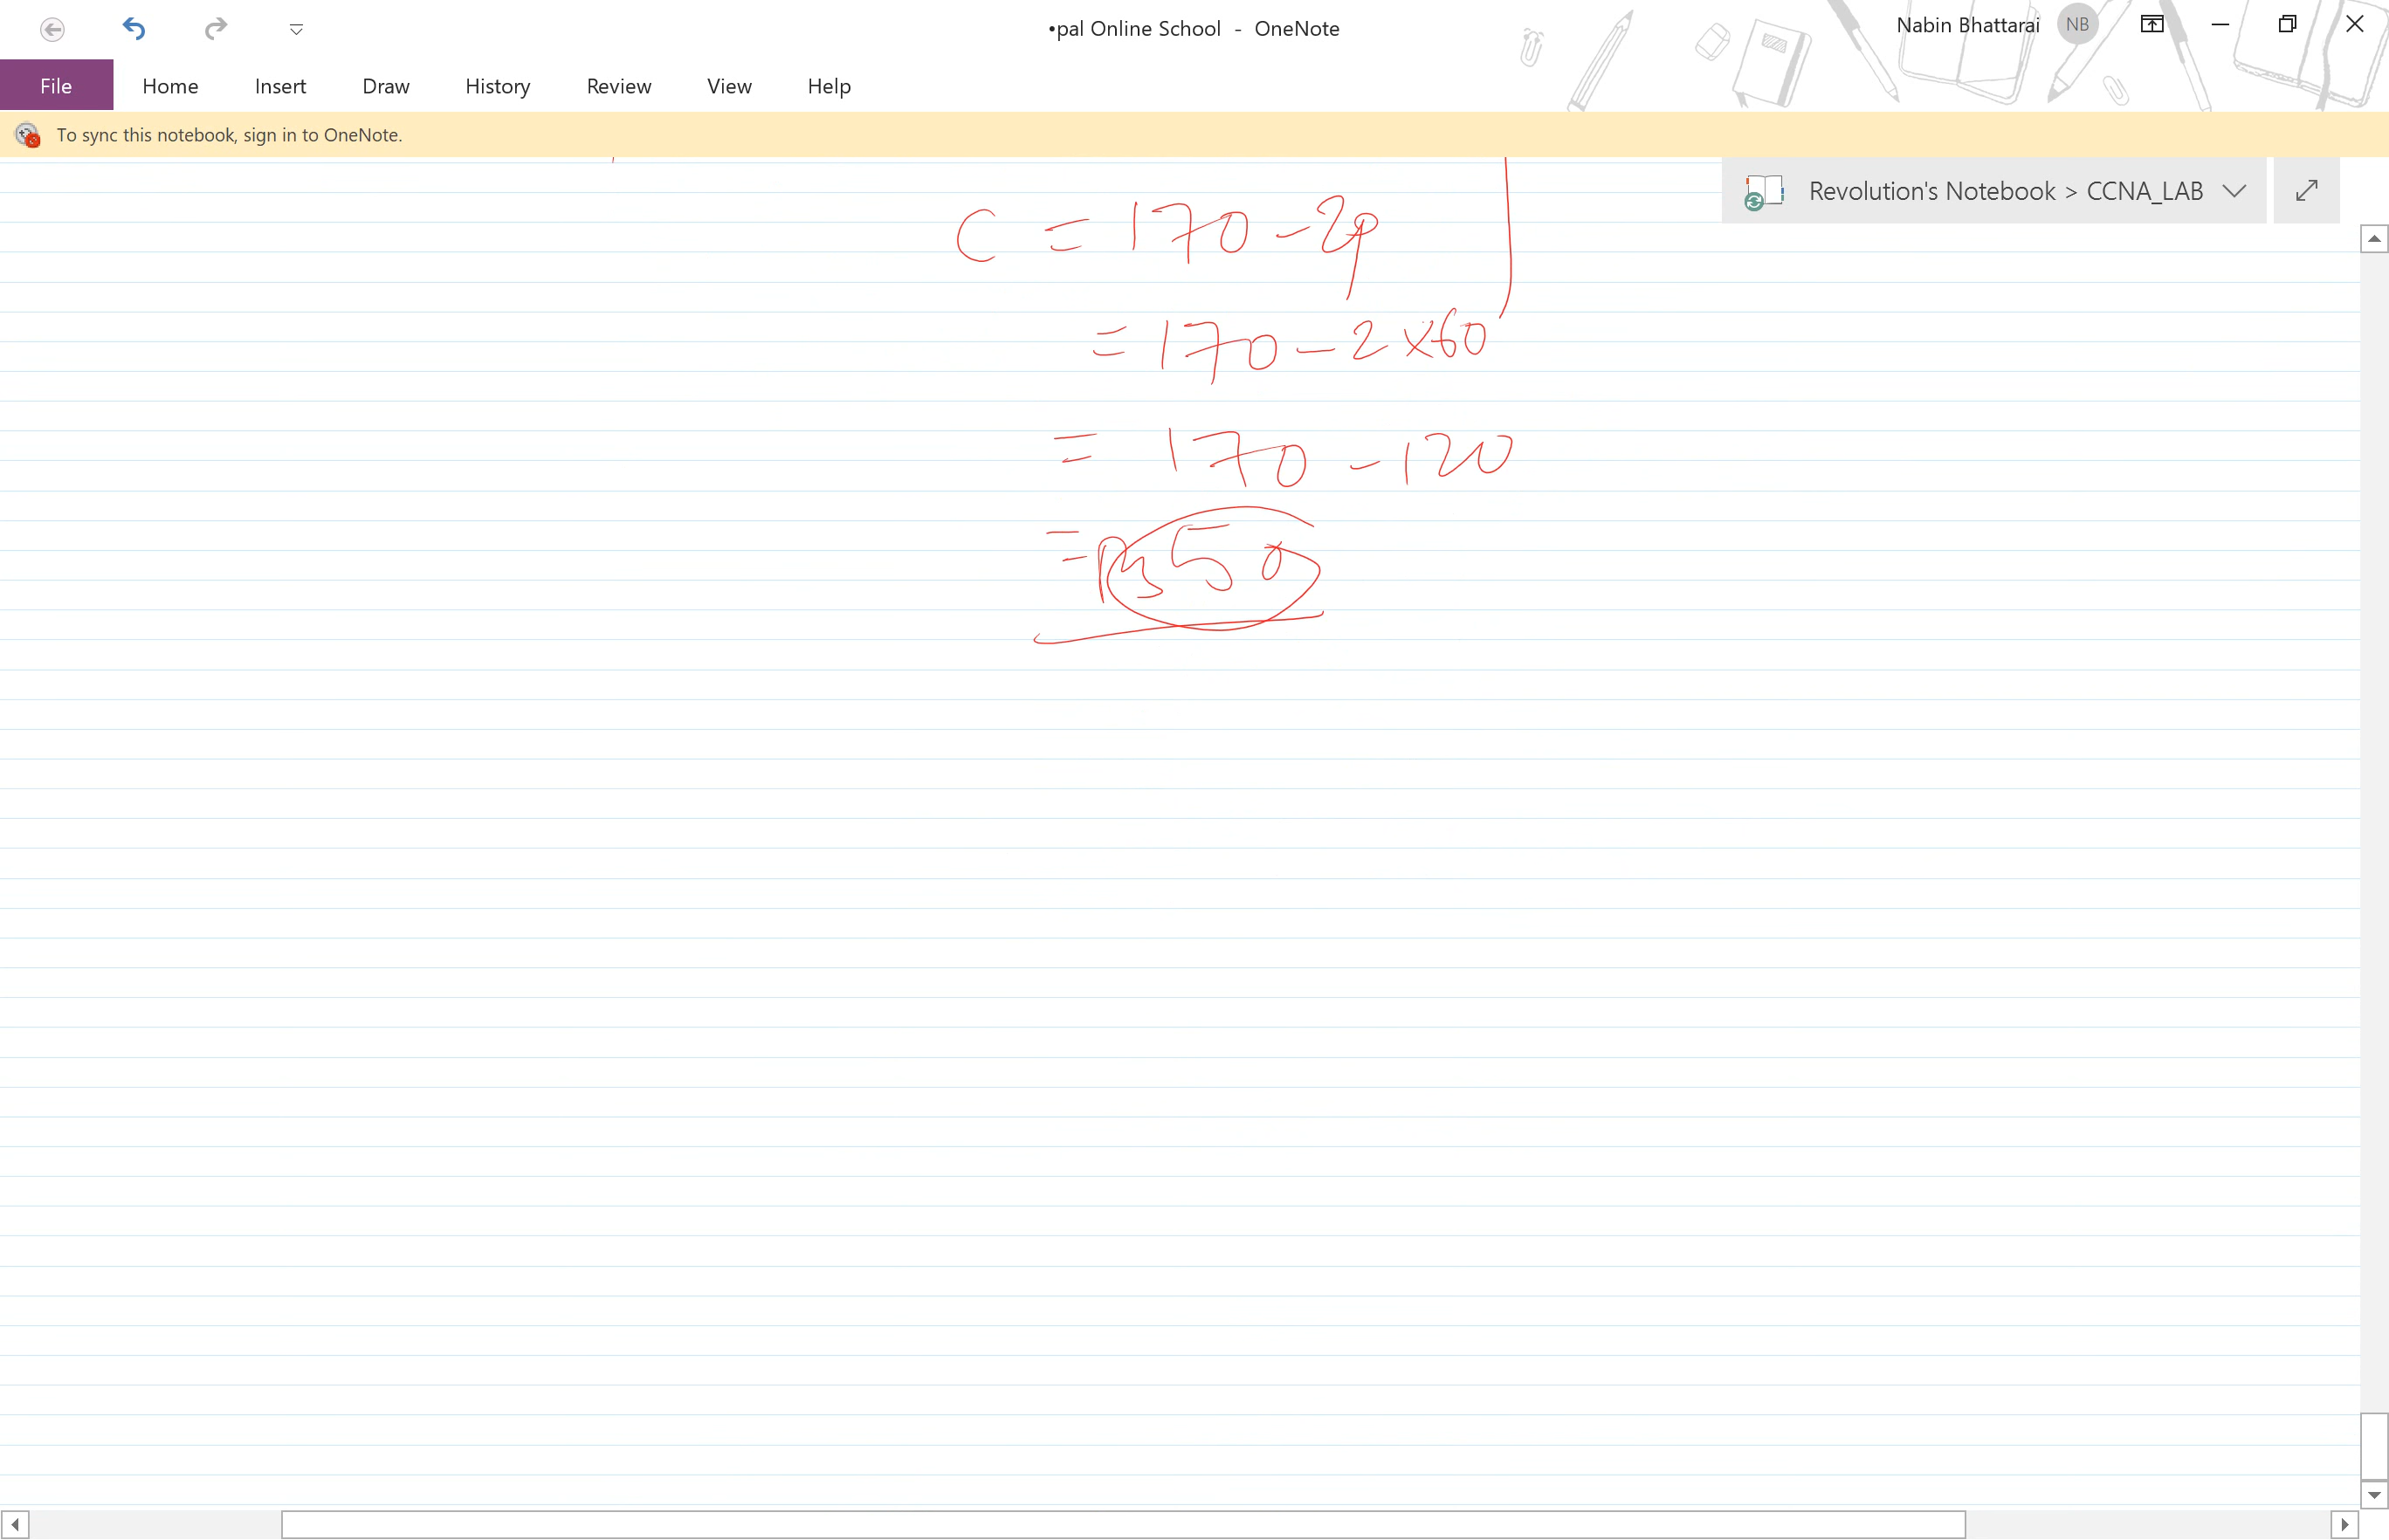 •pal Online School - OneNote
Nabin Bhattarai NB
File Home Insert Draw History Review View Help
To sync this notebook, sign in to OneNote.
Revolution's Notebook > CCNA_LAB
C = 170 - 2p
= 170 - 2 × 60
= 170 - 120
= Rs 50